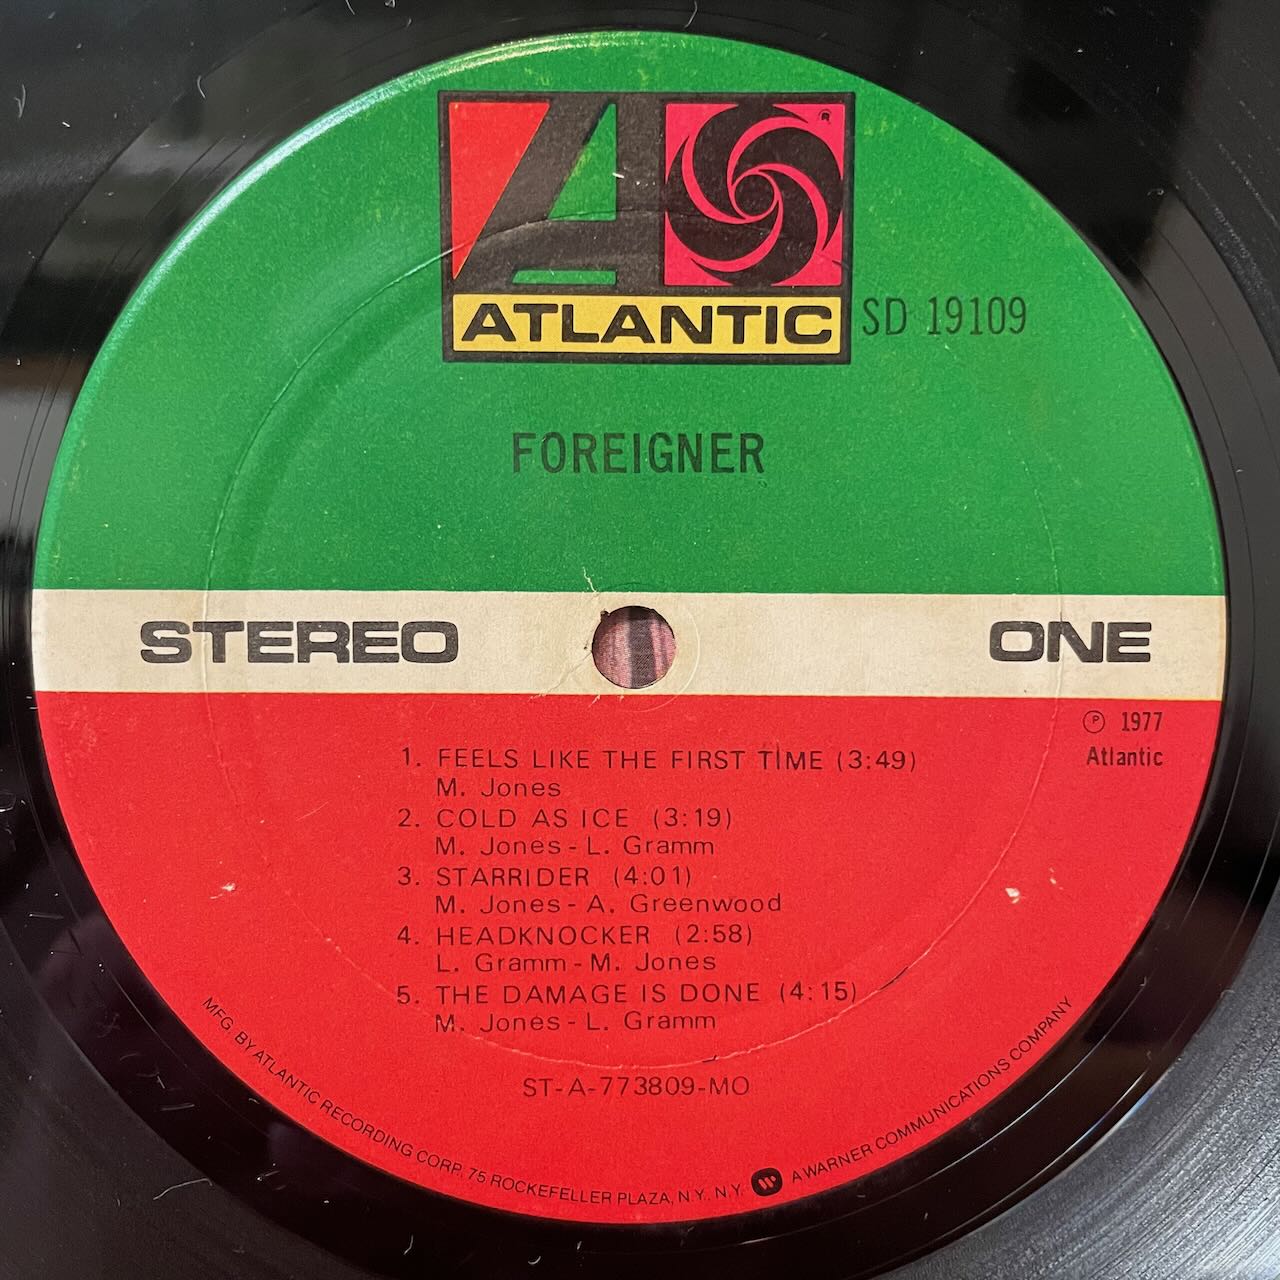 ATLANTIC
SD 19109
FOREIGNER
STEREO
ONE
℗ 1977
Atlantic
1. FEELS LIKE THE FIRST TIME (3:49)
M. Jones
2. COLD AS ICE (3:19)
M. Jones - L. Gramm
3. STARRIDER (4:01)
M. Jones - A. Greenwood
4. HEADKNOCKER (2:58)
L. Gramm - M. Jones
5. THE DAMAGE IS DONE (4:15)
M. Jones - L. Gramm
ST-A-773809-MO
MFG. BY ATLANTIC RECORDING CORP. 75 ROCKEFELLER PLAZA, N.Y. N.Y. A WARNER COMMUNICATIONS COMPANY